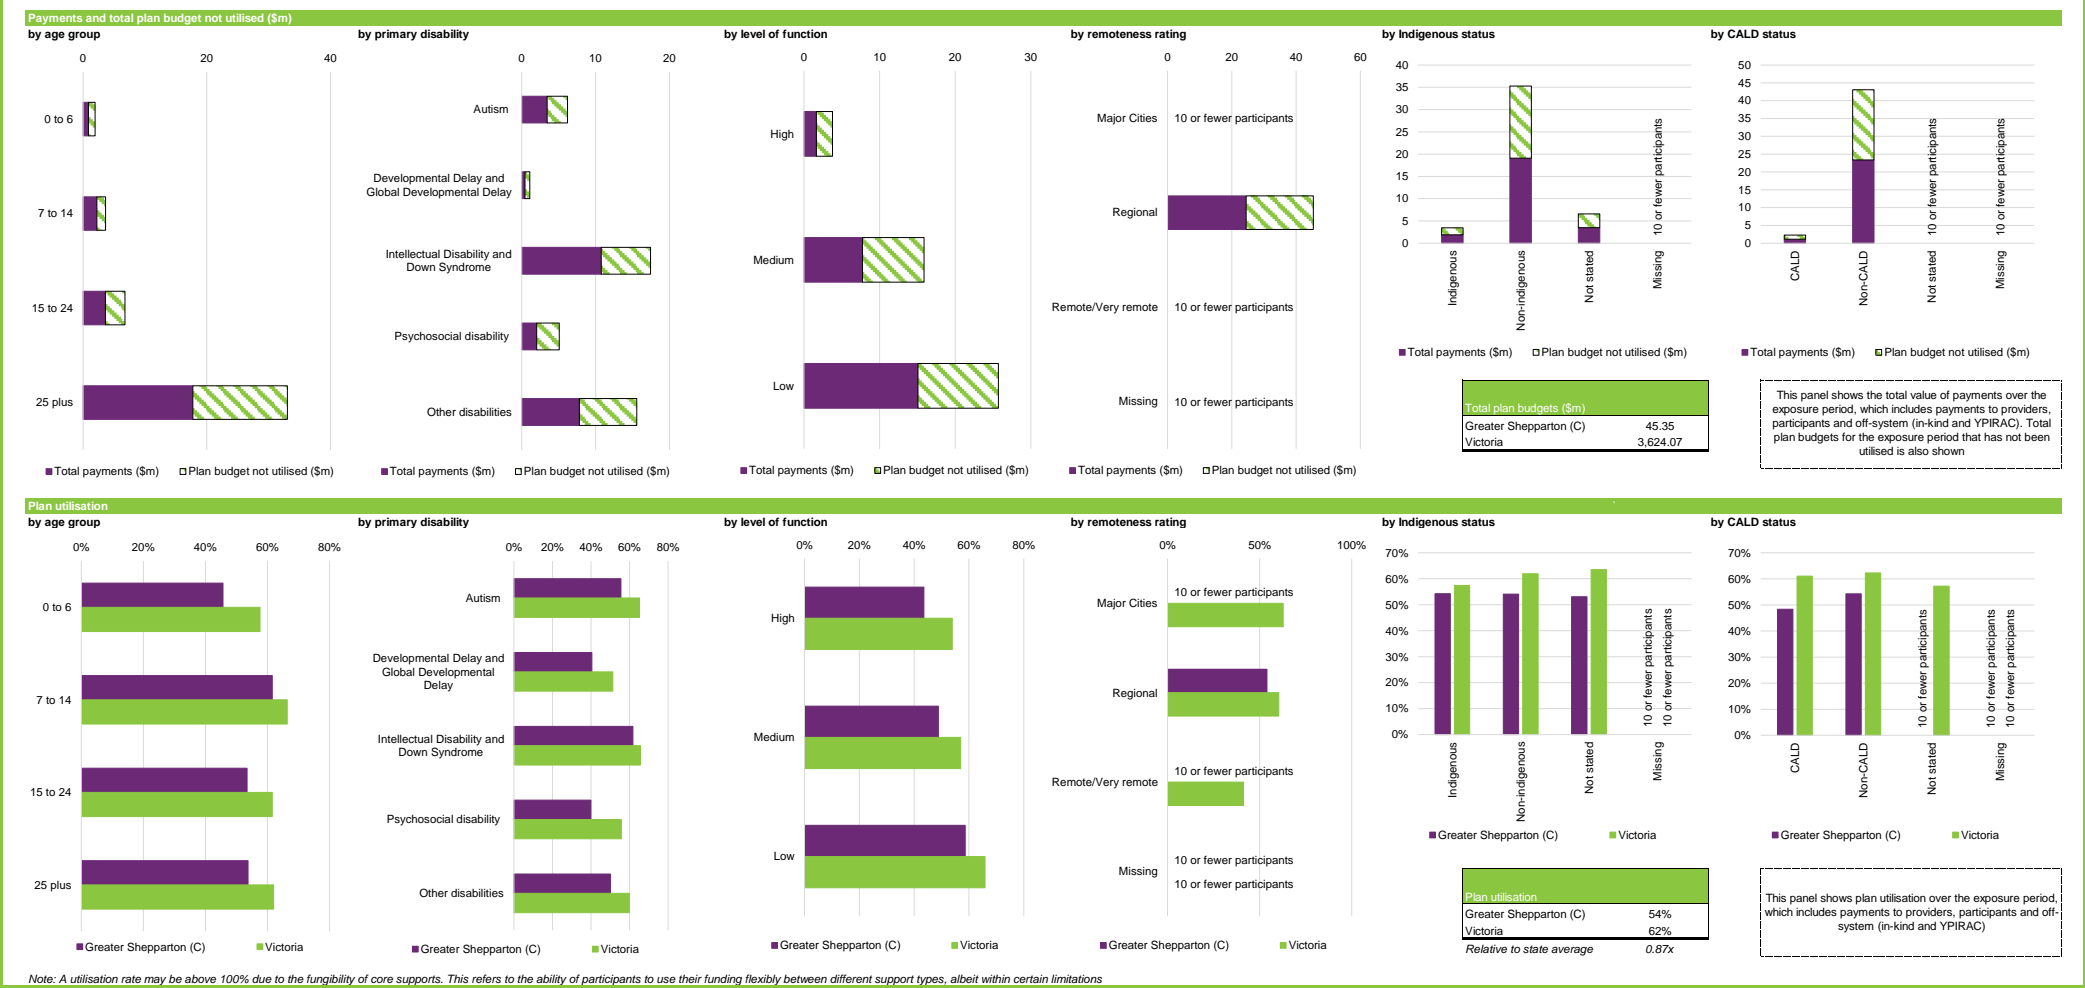 Payments and total plan budget not utilised ($m)
by age group
0 20 40
0 to 6
7 to 14
15 to 24
25 plus
Total payments ($m) Plan budget not utilised ($m)
by primary disability
0 10 20
Autism
Developmental Delay and
Global Developmental Delay
Intellectual Disability and
Down Syndrome
Psychosocial disability
Other disabilities
Total payments ($m) Plan budget not utilised ($m)
by level of function
0 10 20 30
High
Medium
Low
Total payments ($m) Plan budget not utilised ($m)
by remoteness rating
0 20 40 60
Major Cities 10 or fewer participants
Regional
Remote/Very remote 10 or fewer participants
Missing 10 or fewer participants
Total payments ($m) Plan budget not utilised ($m)
by Indigenous status
40
35
30
25
20
15
10
5
0
10 or fewer participants
Indigenous
Non-indigenous
Not stated
Missing
Total payments ($m) Plan budget not utilised ($m)
by CALD status
50
45
40
35
30
25
20
15
10
5
0
10 or fewer participants
10 or fewer participants
CALD
Non-CALD
Not stated
Missing
Total payments ($m) Plan budget not utilised ($m)
Total plan budgets ($m)
Greater Shepparton (C) 45.35
Victoria 3,624.07
This panel shows the total value of payments over the
exposure period, which includes payments to providers,
participants and off-system (in-kind and YPIRAC). Total
plan budgets for the exposure period that has not been
utilised is also shown
Plan utilisation
by age group
0% 20% 40% 60% 80%
0 to 6
7 to 14
15 to 24
25 plus
Greater Shepparton (C) Victoria
by primary disability
0% 20% 40% 60% 80%
Autism
Developmental Delay and
Global Developmental
Delay
Intellectual Disability and
Down Syndrome
Psychosocial disability
Other disabilities
Greater Shepparton (C) Victoria
by level of function
0% 20% 40% 60% 80%
High
Medium
Low
Greater Shepparton (C) Victoria
by remoteness rating
0% 50% 100%
10 or fewer participants
Major Cities
Regional
10 or fewer participants
Remote/Very remote
10 or fewer participants
Missing
10 or fewer participants
Greater Shepparton (C) Victoria
by Indigenous status
70%
60%
50%
40%
30%
20%
10%
0%
10 or fewer participants
10 or fewer participants
Indigenous
Non-indigenous
Not stated
Missing
Greater Shepparton (C) Victoria
by CALD status
70%
60%
50%
40%
30%
20%
10%
0%
10 or fewer participants
10 or fewer participants
10 or fewer participants
CALD
Non-CALD
Not stated
Missing
Greater Shepparton (C) Victoria
Plan utilisation
Greater Shepparton (C) 54%
Victoria 62%
Relative to state average 0.87x
This panel shows plan utilisation over the exposure period,
which includes payments to providers, participants and off-
system (in-kind and YPIRAC)
Note: A utilisation rate may be above 100% due to the fungibility of core supports. This refers to the ability of participants to use their funding flexibly between different support types, albeit within certain limitations